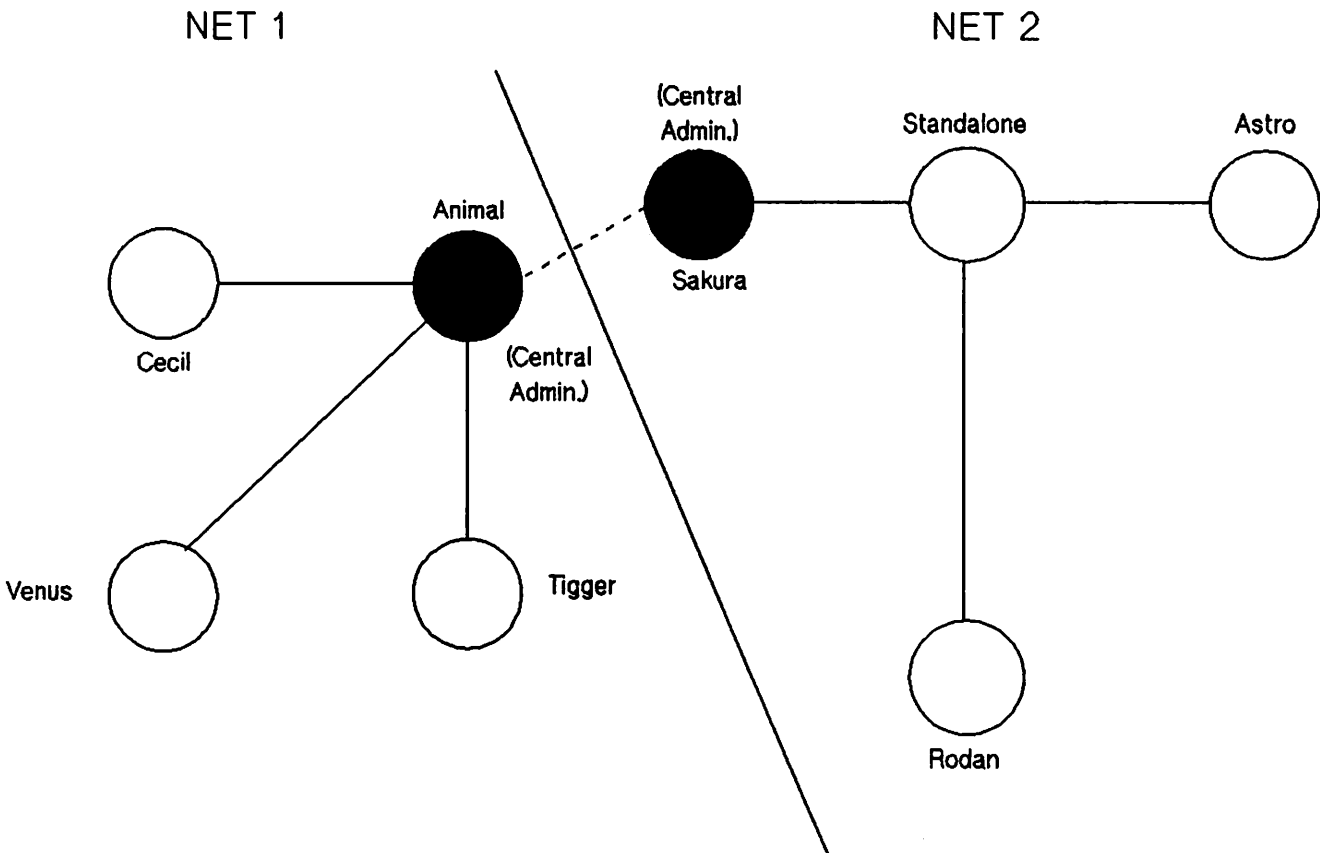 NET 1
NET 2
(Central
Admin.)
Standalone
Astro
Animal
Sakura
Cecil
(Central
Admin.)
Venus
Tigger
Rodan